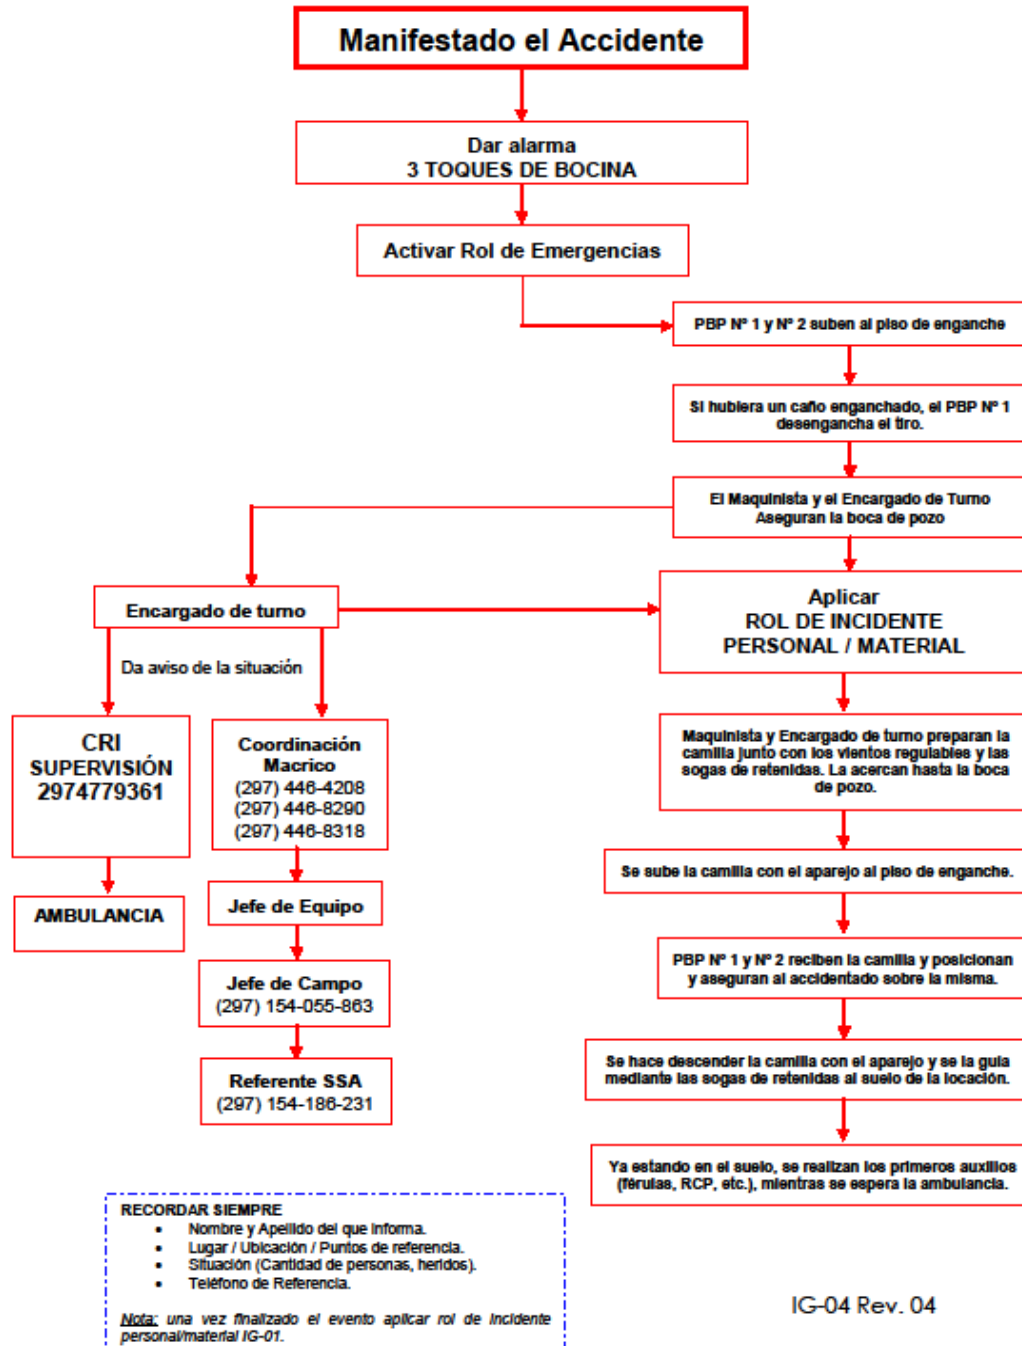 Manifestado el Accidente
Dar alarma
3 TOQUES DE BOCINA
Activar Rol de Emergencias
PBP Nº 1 y Nº 2 suben al piso de enganche
Si hubiera un caño enganchado, el PBP Nº 1
desengancha el tiro.
El Maquinista y el Encargado de Turno
Aseguran la boca de pozo
Encargado de turno
Aplicar
ROL DE INCIDENTE
PERSONAL / MATERIAL
Da aviso de la situación
CRI
SUPERVISIÓN
2974779361
AMBULANCIA
Coordinación
Macrico
(297) 446-4208
(297) 446-8290
(297) 446-8318
Jefe de Equipo
Jefe de Campo
(297) 154-055-863
Referente SSA
(297) 154-186-231
Maquinista y Encargado de turno preparan la
camilla junto con los vientos regulables y las
sogas de retenidas. La acercan hasta la boca
de pozo.
Se sube la camilla con el aparejo al piso de enganche.
PBP Nº 1 y Nº 2 reciben la camilla y posicionan
y aseguran al accidentado sobre la misma.
Se hace descender la camilla con el aparejo y se la guia
mediante las sogas de retenidas al suelo de la locación.
Ya estando en el suelo, se realizan los primeros auxilios
(férulas, RCP, etc.), mientras se espera la ambulancia.
RECORDAR SIEMPRE
• Nombre y Apellido del que informa.
• Lugar / Ubicación / Puntos de referencia.
• Situación (Cantidad de personas, heridos).
• Teléfono de Referencia.
Nota: una vez finalizado el evento aplicar rol de incidente
personal/material IG-01.
IG-04 Rev. 04